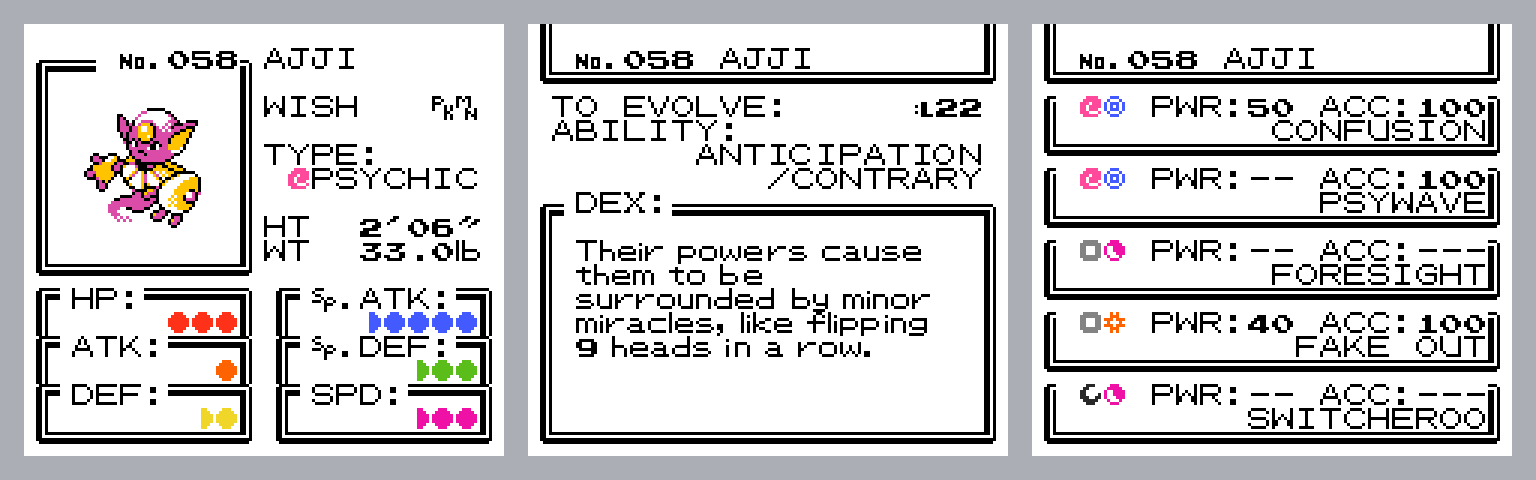 No. 058 AJJI
WISH PKMN
TYPE:
PSYCHIC
HT 2'06"
WT 33.0lb
HP:
ATK:
DEF:
Sp. ATK:
Sp. DEF:
SPD:
No. 058 AJJI
TO EVOLVE: :L22
ABILITY:
ANTICIPATION
/CONTRARY
DEX:
Their powers cause
them to be
surrounded by minor
miracles, like flipping
9 heads in a row.
No. 058 AJJI
PWR:50 ACC:100
CONFUSION
PWR:-- ACC:100
PSYWAVE
PWR:-- ACC:---
FORESIGHT
PWR:40 ACC:100
FAKE OUT
PWR:-- ACC:---
SWITCHEROO